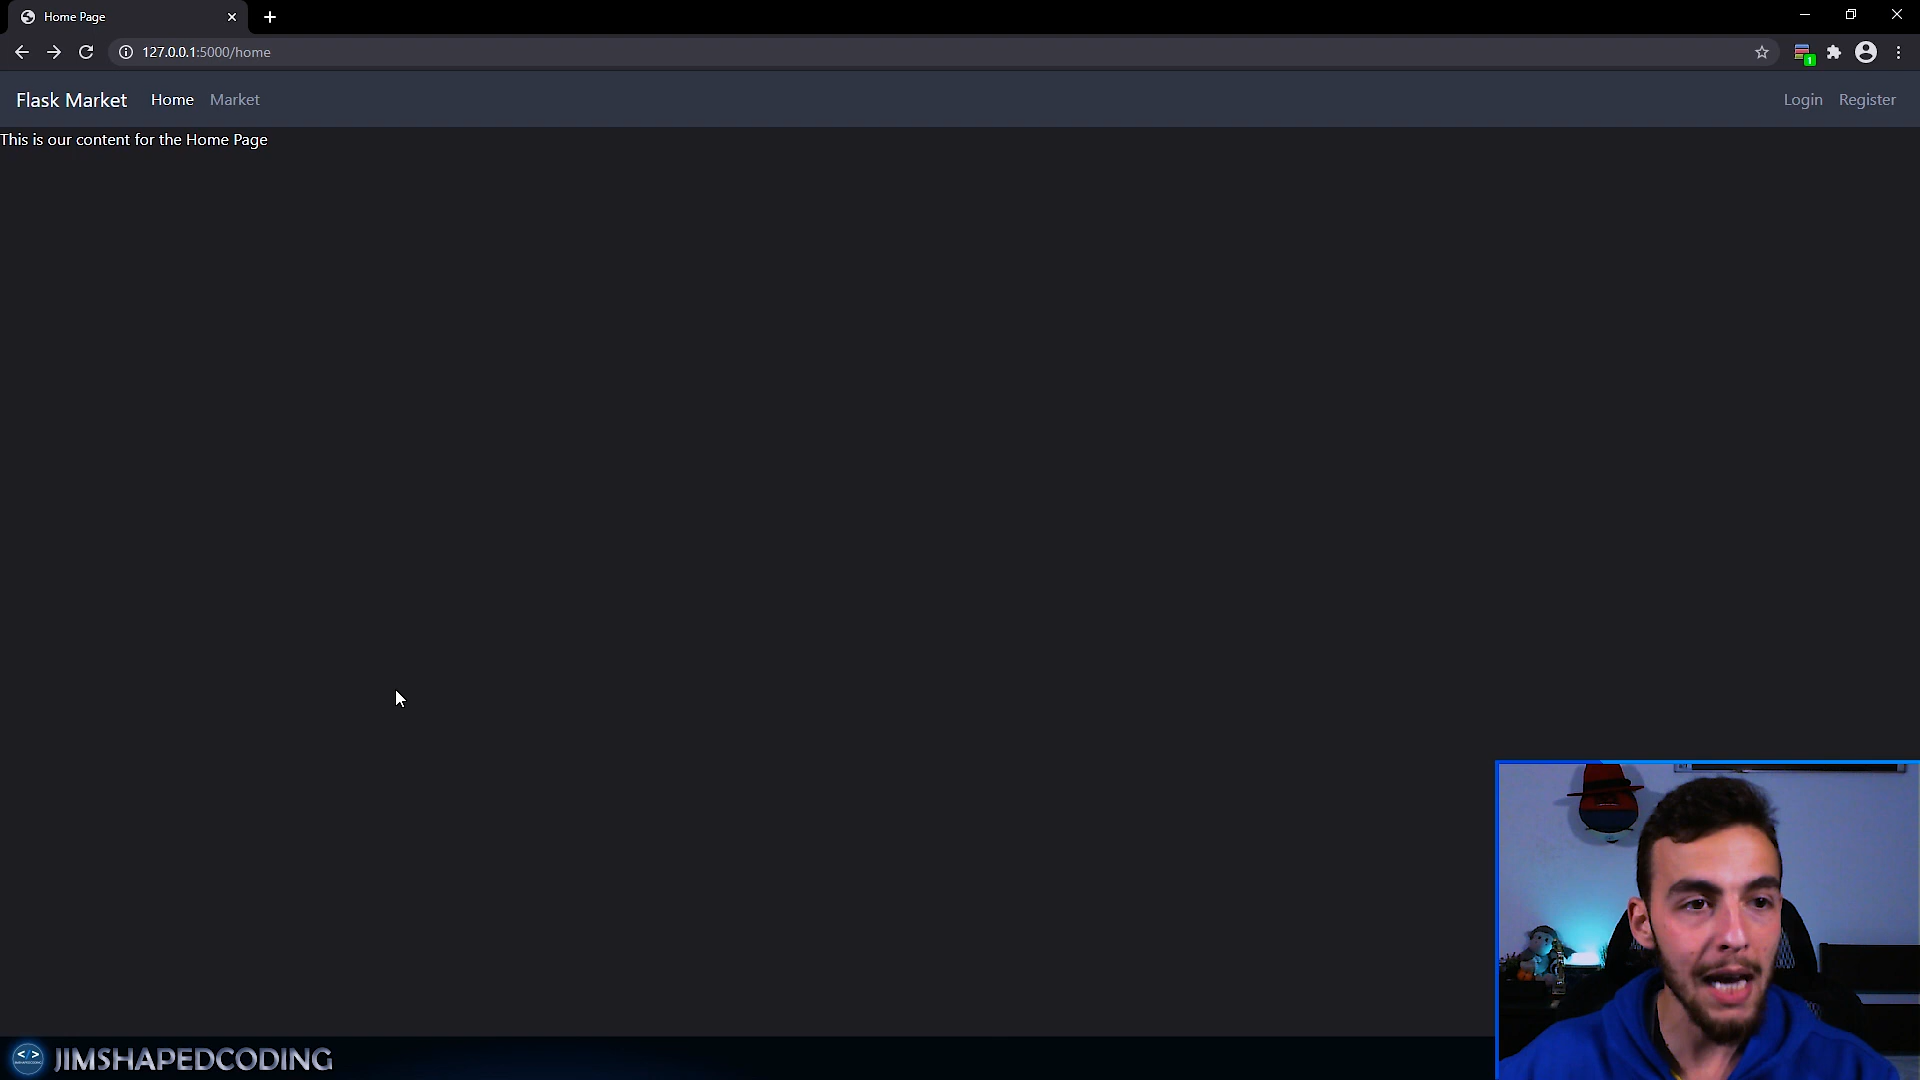 Home Page
127.0.0.1:5000/home
1
Flask Market Home Market Login Register
This is our content for the Home Page
JIMSHAPEDCODING